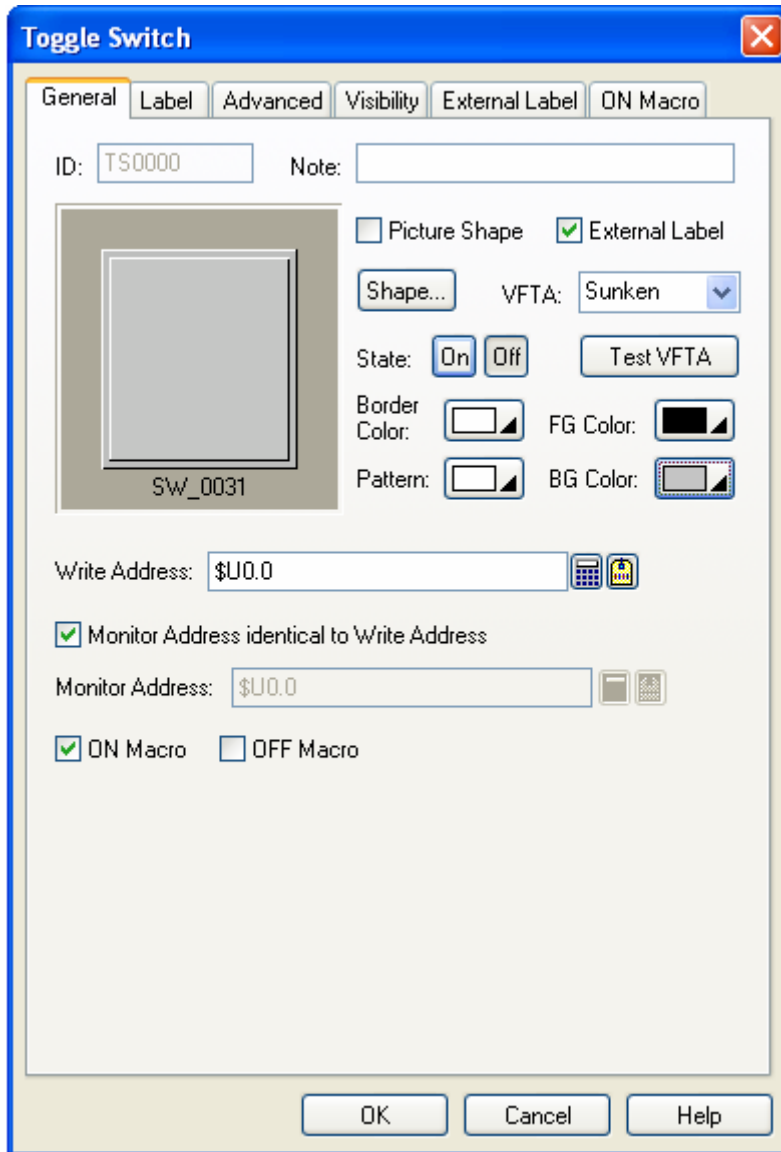 Toggle Switch
General Label Advanced Visibility External Label ON Macro
ID: TS0000 Note:
Picture Shape External Label
Shape... VFTA: Sunken
State: On Off Test VFTA
Border Color: FG Color:
SW_0031 Pattern: BG Color:
Write Address: $U0.0
Monitor Address identical to Write Address
Monitor Address: $U0.0
ON Macro OFF Macro
OK Cancel Help